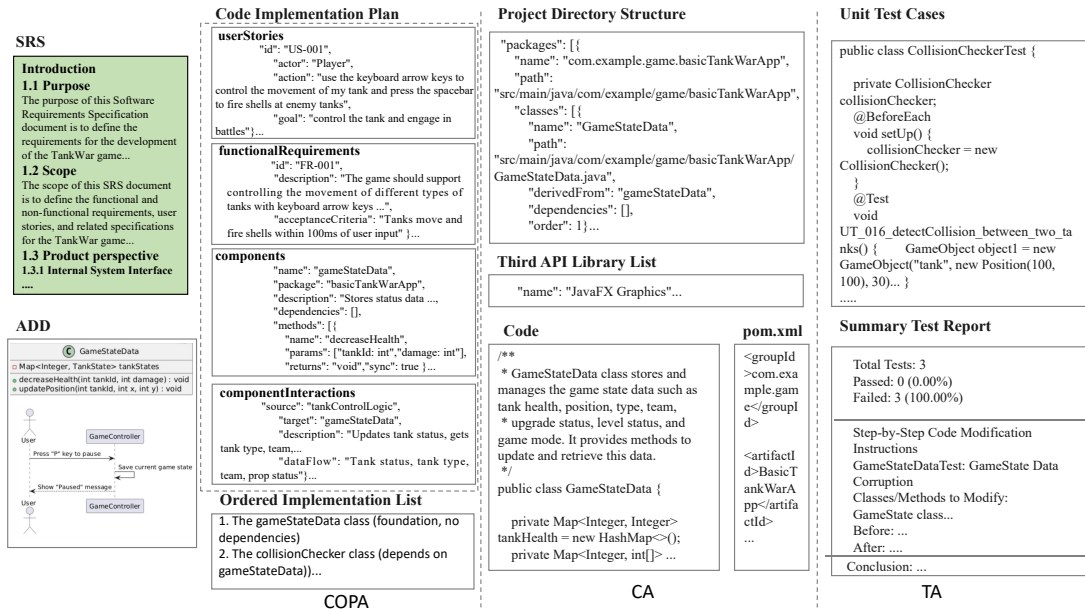 SRS
Introduction
1.1 Purpose
The purpose of this Software
Requirements Specification
document is to define the
requirements for the development
of the TankWar game...
1.2 Scope
The scope of this SRS document
is to define the functional and
non-functional requirements, user
stories, and related specifications
for the TankWar game...
1.3 Product perspective
1.3.1 Internal System Interface
....
ADD
C GameStateData
Map<Integer, TankState> tankStates
decreaseHealth(int tankId, int damage) : void
updatePosition(int tankId, int x, int y) : void
User
GameController
Press "P" key to pause
Save current game state
Show "Paused" message
User
GameController
Code Implementation Plan
userStories
"id": "US-001",
"actor": "Player",
"action": "use the keyboard arrow keys to
control the movement of my tank and press the spacebar
to fire shells at enemy tanks",
"goal": "control the tank and engage in
battles"}...
functionalRequirements
"id": "FR-001",
"description": "The game should support
controlling the movement of different types of
tanks with keyboard arrow keys ...",
"acceptanceCriteria": "Tanks move and
fire shells within 100ms of user input" }...
components
"name": "gameStateData",
"package": "basicTankWarApp",
"description": "Stores status data ...,
"dependencies": [],
"methods": [{
"name": "decreaseHealth",
"params": ["tankId: int","damage: int"],
"returns": "void","sync": true }...
componentInteractions
"source": "tankControlLogic",
"target": "gameStateData",
"description": "Updates tank status, gets
tank type, team,...
"dataFlow": "Tank status, tank type,
team, prop status"}...
Ordered Implementation List
1. The gameStateData class (foundation, no
dependencies)
2. The collisionChecker class (depends on
gameStateData))...
COPA
Project Directory Structure
"packages": [{
"name": "com.example.game.basicTankWarApp",
"path":
"src/main/java/com/example/game/basicTankWarApp",
"classes": [{
"name": "GameStateData",
"path":
"src/main/java/com/example/game/basicTankWarApp/
GameStateData.java",
"derivedFrom": "gameStateData",
"dependencies": [],
"order": 1}...
Third API Library List
"name": "JavaFX Graphics"...
Code
/**
* GameStateData class stores and
manages the game state data such as
tank health, position, type, team,
* upgrade status, level status, and
game mode. It provides methods to
update and retrieve this data.
*/
public class GameStateData {
private Map<Integer, Integer>
tankHealth = new HashMap<>();
private Map<Integer, int[]> ...
pom.xml
<groupId
>com.exa
mple.gam
e</groupI
d>
<artifactI
d>BasicT
ankWarA
pp</artifa
ctId>
...
CA
Unit Test Cases
public class CollisionCheckerTest {
private CollisionChecker
collisionChecker;
@BeforeEach
void setUp() {
collisionChecker = new
CollisionChecker();
}
@Test
void
UT_016_detectCollision_between_two_ta
nks() { GameObject object1 = new
GameObject("tank", new Position(100,
100), 30)... }
.....
Summary Test Report
Total Tests: 3
Passed: 0 (0.00%)
Failed: 3 (100.00%)
Step-by-Step Code Modification
Instructions
GameStateDataTest: GameState Data
Corruption
Classes/Methods to Modify:
GameState class...
Before: ...
After: ....
Conclusion: ...
TA